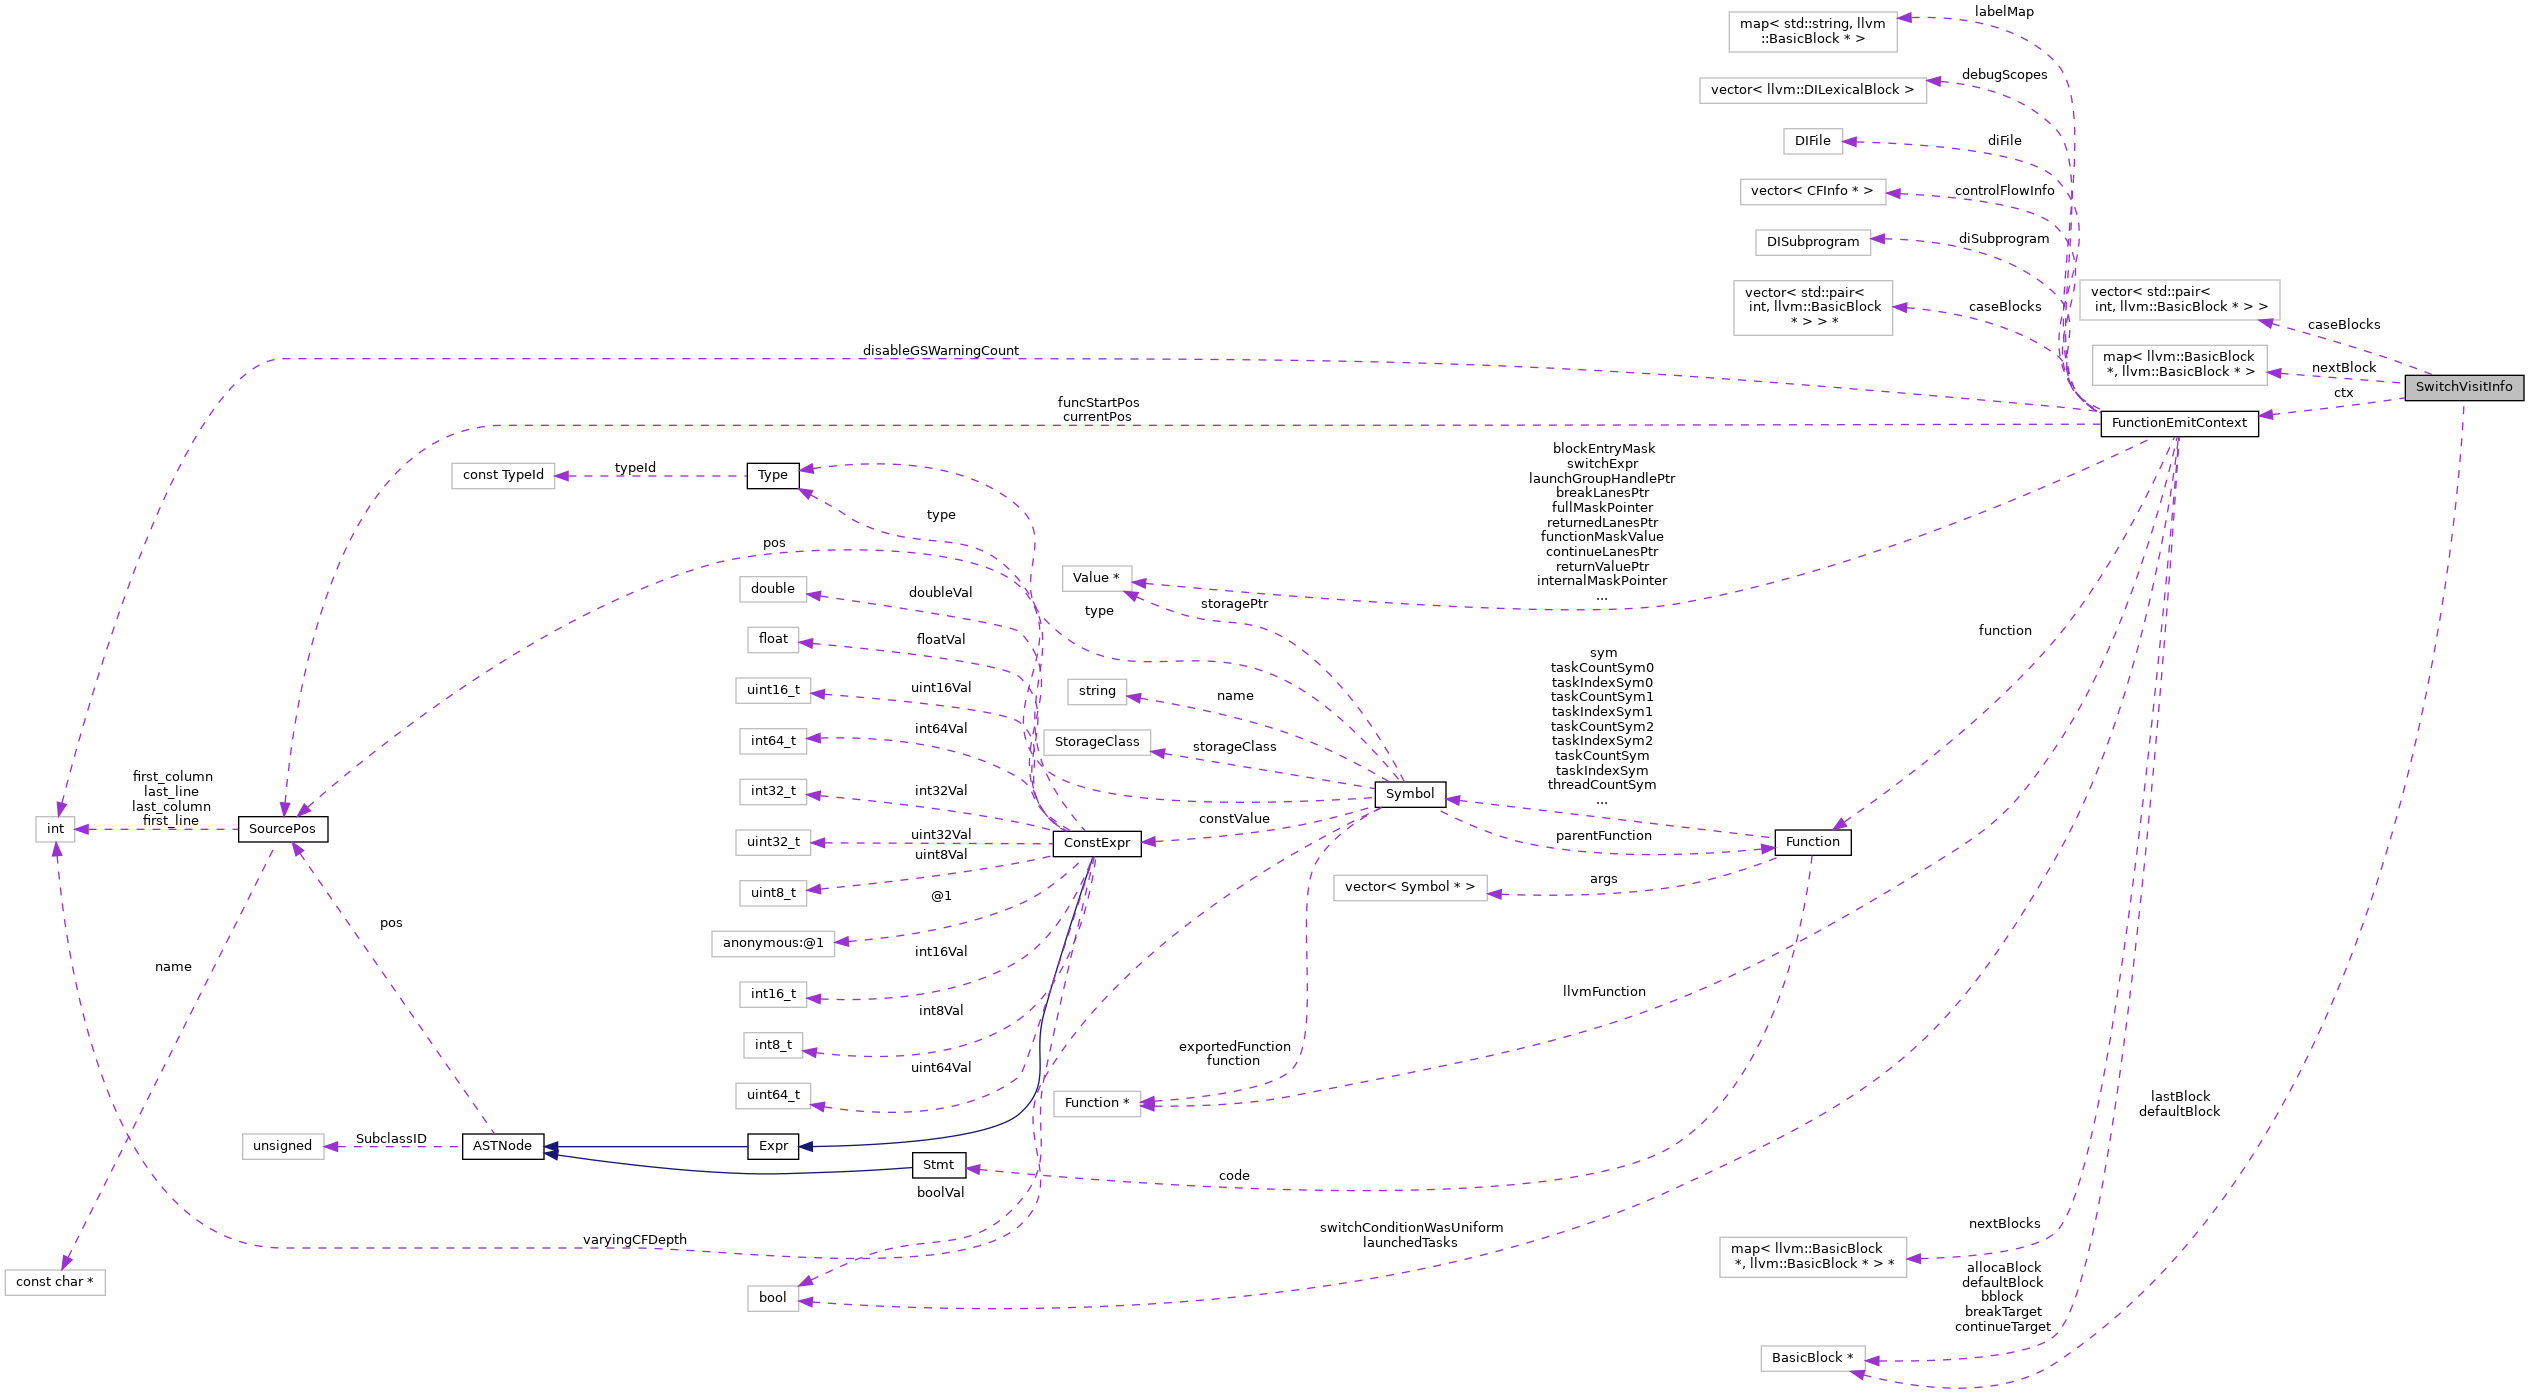 labelMap
map< std::string, llvm
::BasicBlock * >
debugScopes
vector< llvm::DILexicalBlock >
diFile
DIFile
controlFlowInfo
vector< CFInfo * >
diSubprogram
DISubprogram
vector< std::pair<
int, llvm::BasicBlock
* > > *
caseBlocks
vector< std::pair<
int, llvm::BasicBlock * > >
caseBlocks
map< llvm::BasicBlock
*, llvm::BasicBlock * >
nextBlock
SwitchVisitInfo
ctx
FunctionEmitContext
disableGSWarningCount
funcStartPos
currentPos
const TypeId
typeId
Type
type
pos
blockEntryMask
switchExpr
launchGroupHandlePtr
breakLanesPtr
fullMaskPointer
returnedLanesPtr
functionMaskValue
continueLanesPtr
returnValuePtr
internalMaskPointer
...
Value *
type
storagePtr
double
doubleVal
float
floatVal
uint16_t
uint16Val
int64_t
int64Val
int32_t
int32Val
uint32_t
uint32Val
uint8_t
uint8Val
anonymous:@1
@1
int16_t
int16Val
int8_t
int8Val
uint64_t
uint64Val
string
name
StorageClass
storageClass
sym
taskCountSym0
taskIndexSym0
taskCountSym1
taskIndexSym1
taskCountSym2
taskIndexSym2
taskCountSym
taskIndexSym
threadCountSym
...
function
Symbol
constValue
ConstExpr
parentFunction
Function
vector< Symbol * >
args
first_column
last_line
last_column
first_line
int
SourcePos
pos
name
llvmFunction
exportedFunction
function
Function *
unsigned
SubclassID
ASTNode
Expr
Stmt
boolVal
code
lastBlock
defaultBlock
varyingCFDepth
switchConditionWasUniform
launchedTasks
nextBlocks
map< llvm::BasicBlock
*, llvm::BasicBlock * > *
const char *
bool
allocaBlock
defaultBlock
bblock
breakTarget
continueTarget
BasicBlock *